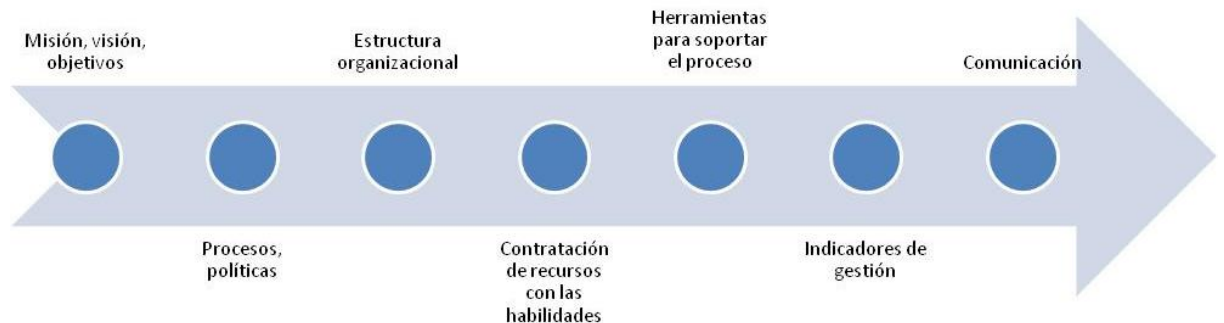 Misión, visión,
objetivos
Procesos,
políticas
Estructura
organizacional
Contratación
de recursos
con las
habilidades
Herramientas
para soportar
el proceso
Indicadores de
gestión
Comunicación